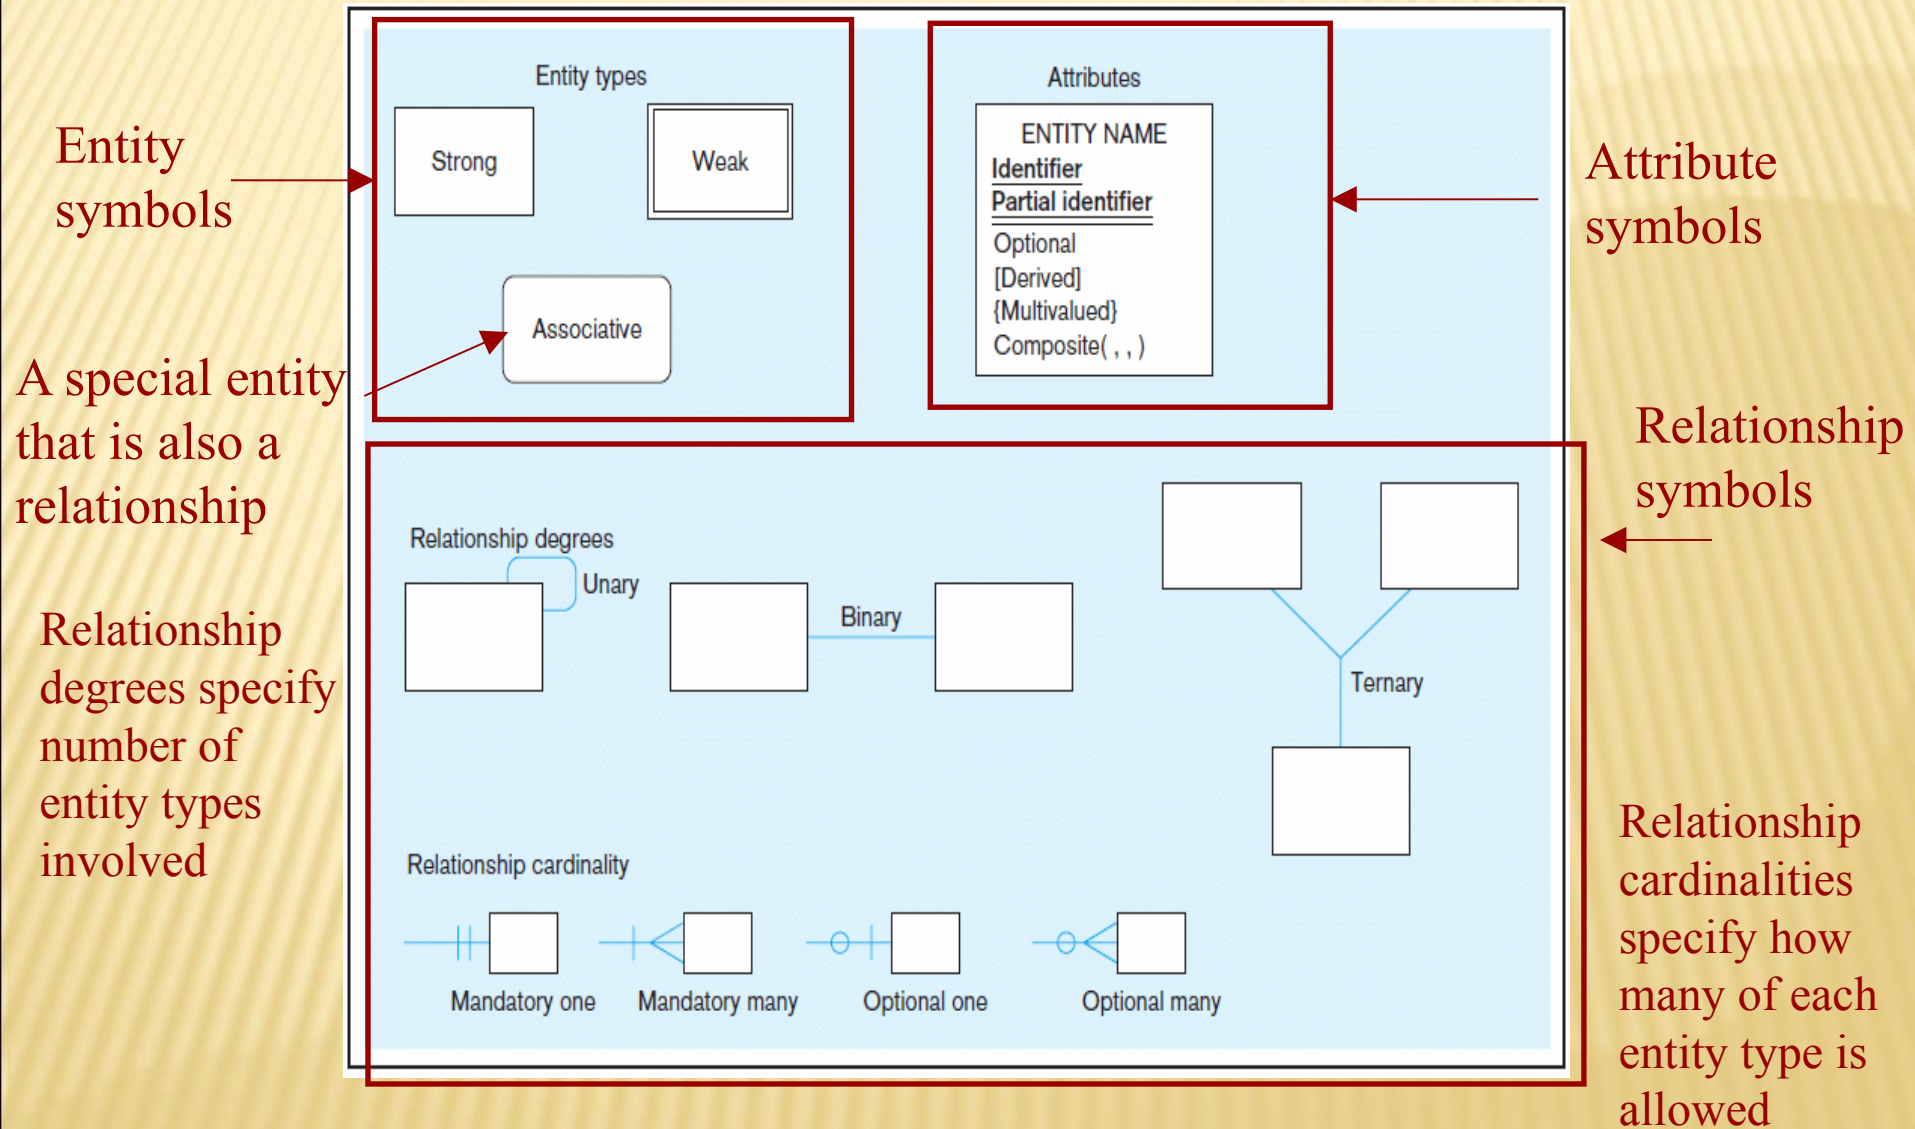 Entity types
Strong
Weak
Associative
Attributes
ENTITY NAME
Identifier
Partial identifier
Optional
[Derived]
{Multivalued}
Composite( , , )
Entity
symbols
Attribute
symbols
A special entity
that is also a
relationship
Relationship
symbols
Relationship degrees
Unary
Binary
Ternary
Relationship
degrees specify
number of
entity types
involved
Relationship cardinality
Mandatory one
Mandatory many
Optional one
Optional many
Relationship
cardinalities
specify how
many of each
entity type is
allowed